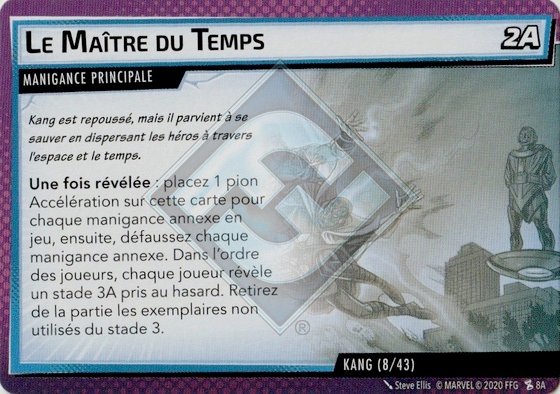 Le Maître du Temps
2A
Manigance Principale
Kang est repoussé, mais il parvient à se
sauver en dispersant les héros à travers
l'espace et le temps.
Une fois révélée : placez 1 pion
Accélération sur cette carte pour
chaque manigance annexe en
jeu, ensuite, défaussez chaque
manigance annexe. Dans l'ordre
des joueurs, chaque joueur révèle
un stade 3A pris au hasard. Retirez
de la partie les exemplaires non
utilisés du stade 3.
®
Kang (8/43)
Steve Ellis © MARVEL © 2020 FFG 8A